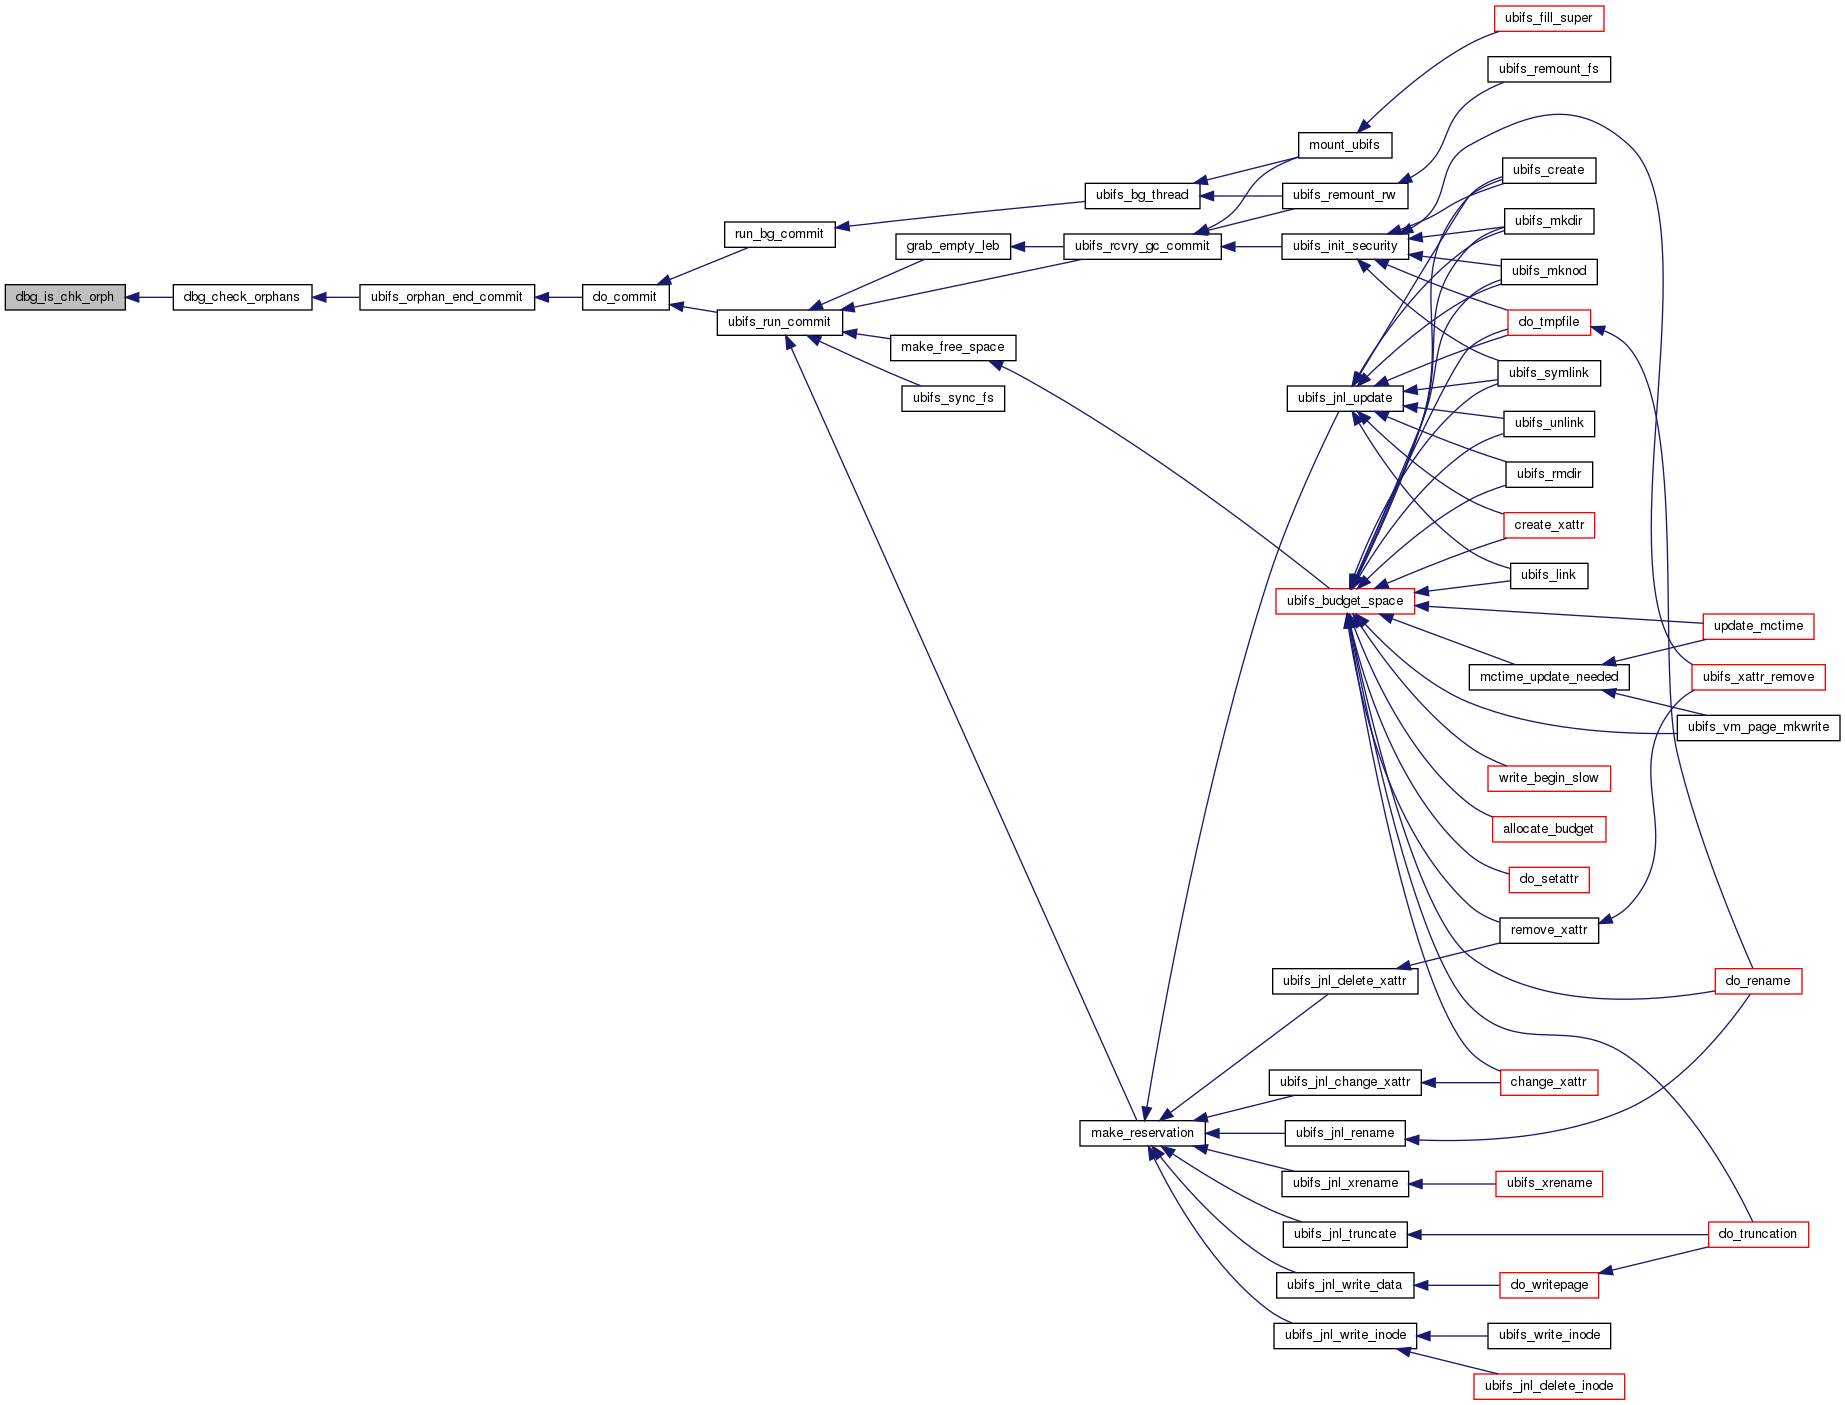 dbg_is_chk_orph
dbg_check_orphans
ubifs_orphan_end_commit
do_commit
run_bg_commit
ubifs_run_commit
grab_empty_leb
make_free_space
ubifs_sync_fs
ubifs_bg_thread
ubifs_rcvry_gc_commit
make_reservation
mount_ubifs
ubifs_remount_rw
ubifs_init_security
ubifs_jnl_update
ubifs_budget_space
ubifs_jnl_delete_xattr
ubifs_jnl_change_xattr
ubifs_jnl_rename
ubifs_jnl_xrename
ubifs_jnl_truncate
ubifs_jnl_write_data
ubifs_jnl_write_inode
ubifs_fill_super
ubifs_remount_fs
ubifs_create
ubifs_mkdir
ubifs_mknod
do_tmpfile
ubifs_symlink
ubifs_unlink
ubifs_rmdir
create_xattr
ubifs_link
mctime_update_needed
write_begin_slow
allocate_budget
do_setattr
remove_xattr
change_xattr
ubifs_xrename
do_writepage
ubifs_write_inode
ubifs_jnl_delete_inode
update_mctime
ubifs_xattr_remove
ubifs_vm_page_mkwrite
do_rename
do_truncation